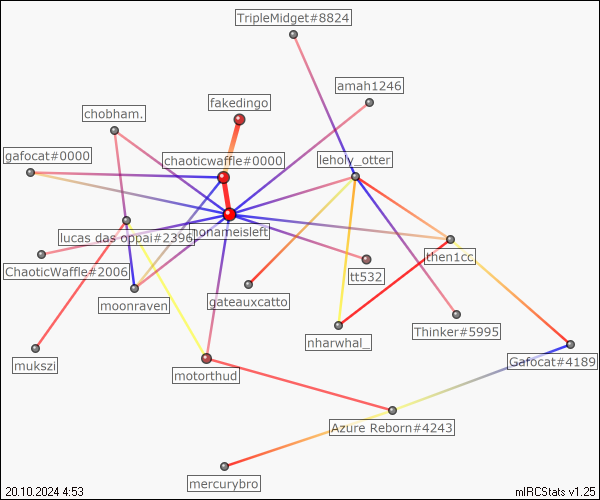 TripleMidget#8824
amah1246
fakedingo
chobham.
gafocat#0000
chaoticwaffle#0000
leholy_otter
nonameisleft
lucas das oppai#2396
then1cc
ChaoticWaffle#2006
tt532
moonraven
gateauxcatto
Thinker#5995
nharwhal_
mukszi
motorthud
Gafocat#4189
Azure Reborn#4243
mercurybro
20.10.2024 4:53
mIRCStats v1.25